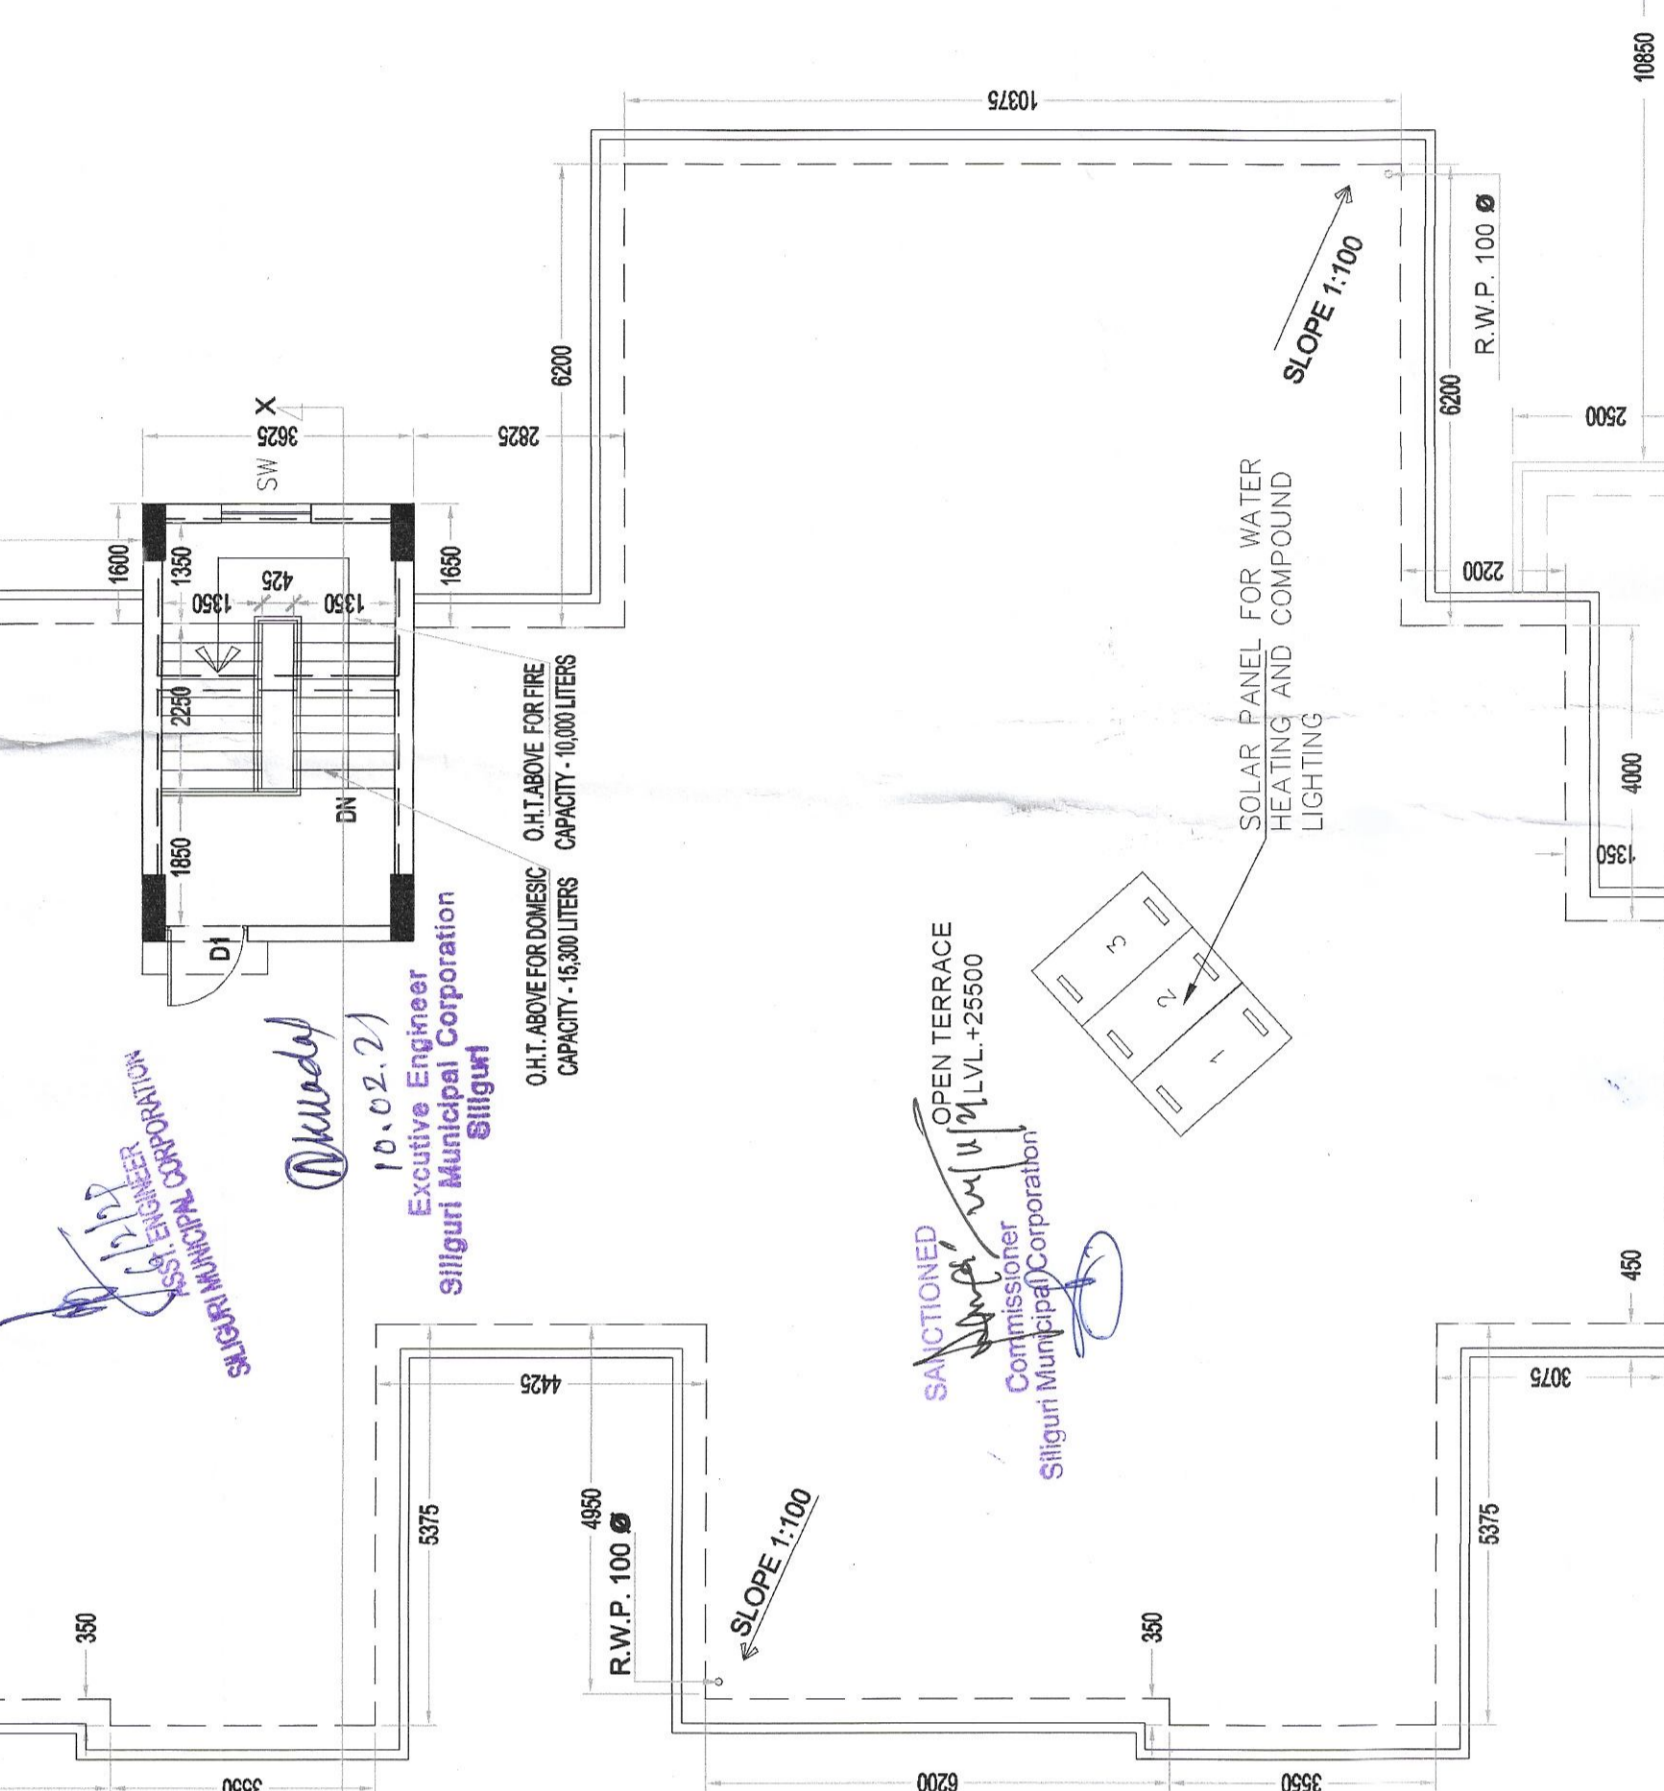 10850
10375
6200
6200
SLOPE 1:100
R.W.P. 100 Ø
2500
X
3625
SW
2825
1600
1350
1650
425
1350
1350
2250
1850
DN
D1
O.H.T. ABOVE FOR DOMESIC
CAPACITY - 15,300 LITERS
O.H.T.ABOVE FOR FIRE
CAPACITY - 10,000 LITERS
SOLAR PANEL FOR WATER
HEATING AND COMPOUND
LIGHTING
2200
4000
1350
3
2
1
OPEN TERRACE
LVL.+25500
ASST. ENGINEER
SILIGURI MUNICIPAL CORPORATION
10.02.21
Excutive Engineer
Siliguri Municipal Corporation
Siliguri
SANCTIONED
Commissioner
Siliguri Municipal Corporation
450
3075
4425
5375
4950
R.W.P. 100 Ø
SLOPE 1:100
5375
350
350
3550
6200
3550